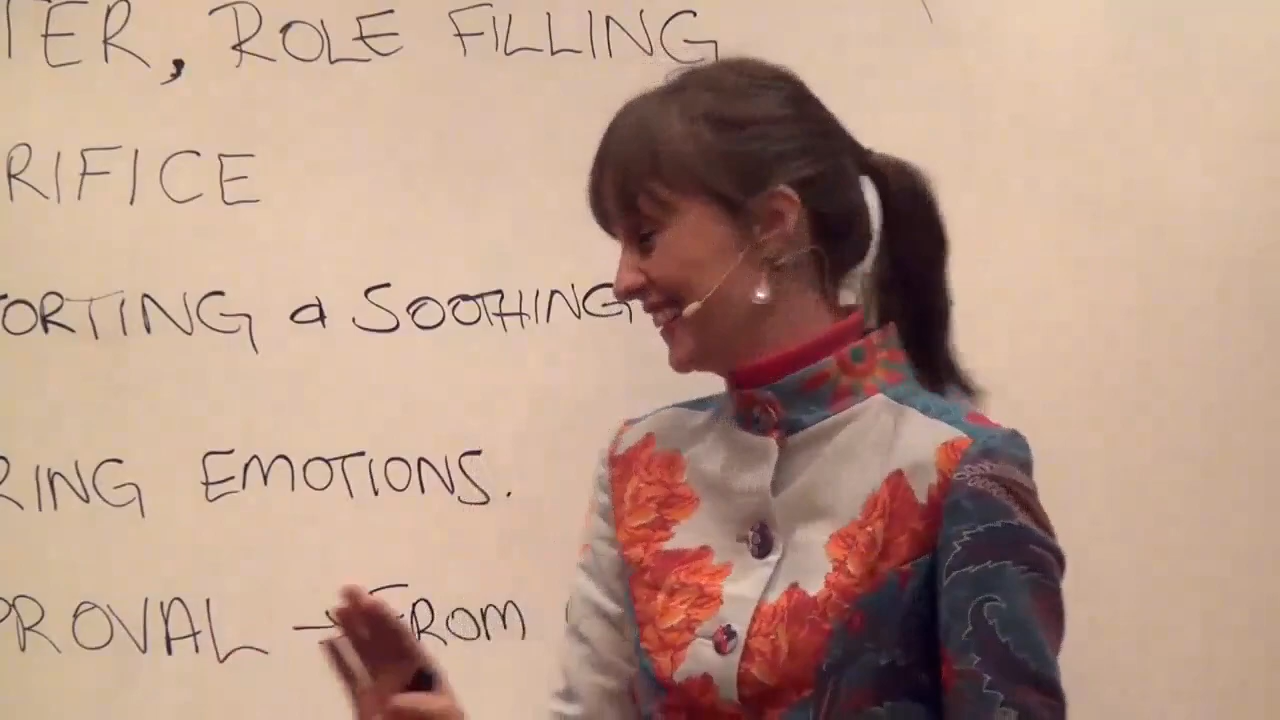 TER, ROLE FILLING
RIFICE
ORTING & SOOTHING
RING EMOTIONS.
PROVAL → FROM